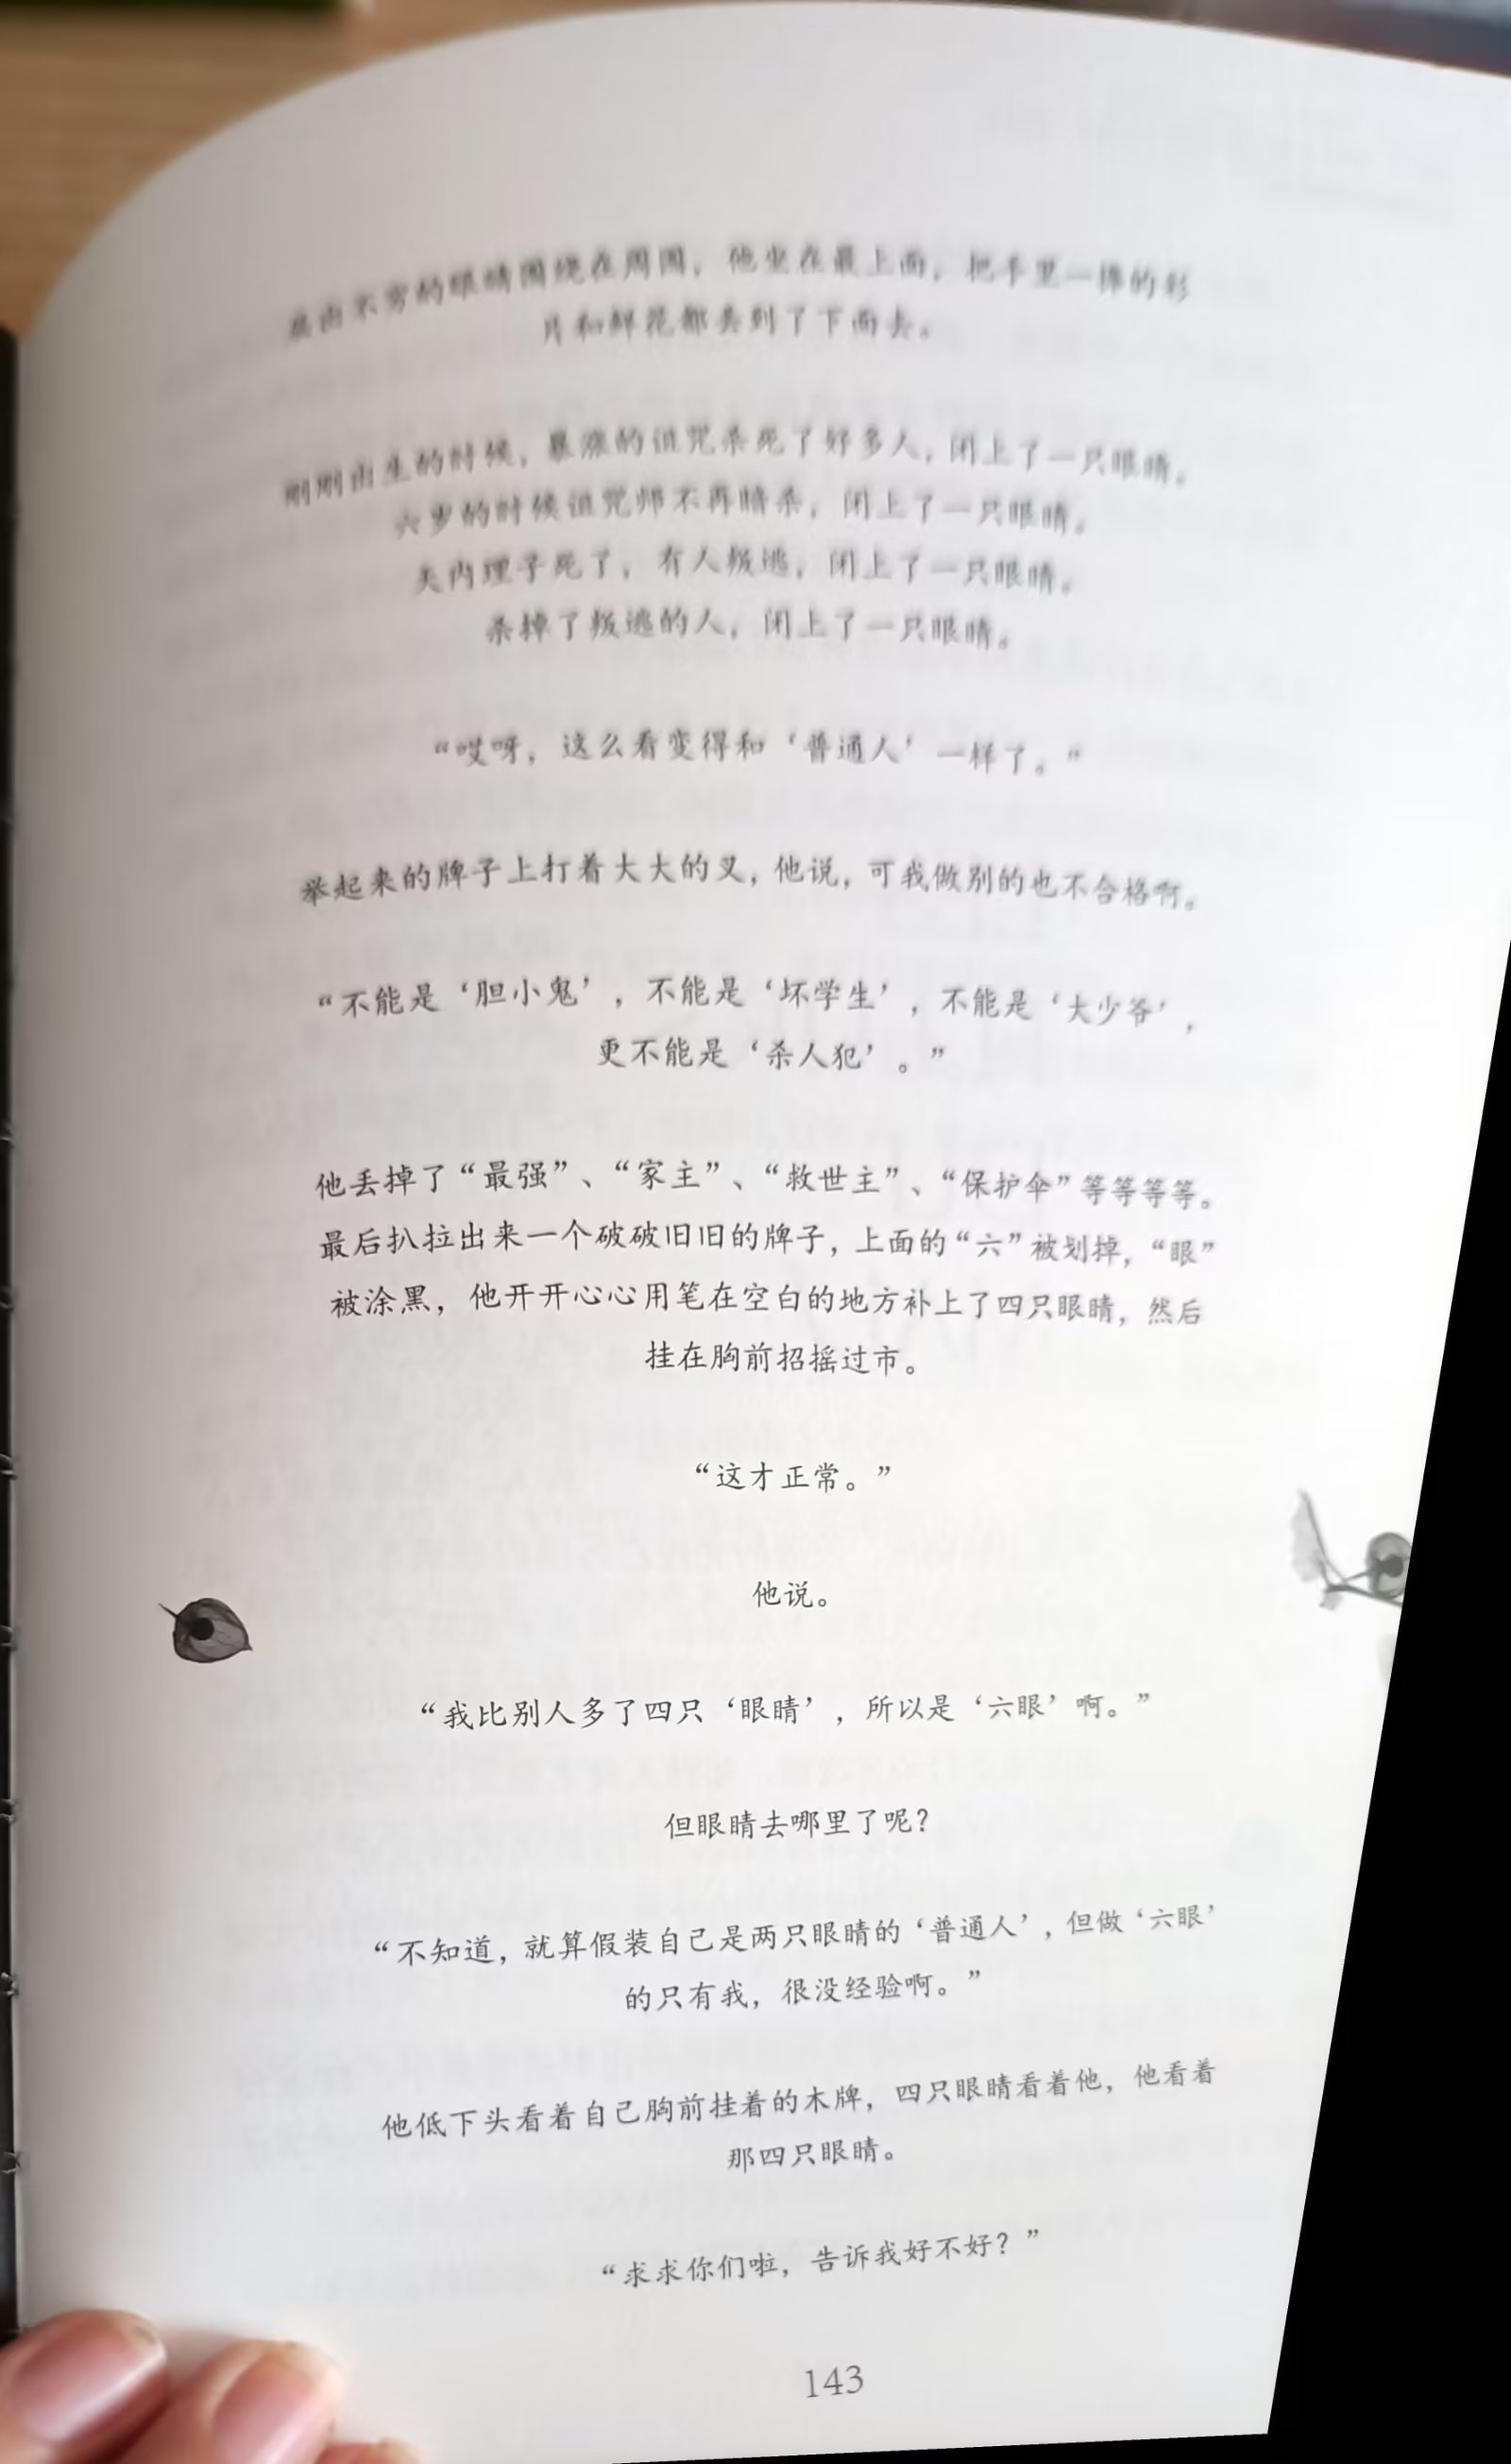 不穷的眼睛围绕在周围，他坐在最上面，把手里一捧的彩
片和鲜花都丢到了下面去。
刚刚出生的时候，暴涨的诅咒杀死了好多人，闭上了一只眼睛。
六岁的时候诅咒师不再暗杀，闭上了一只眼睛。
天内理子死了，有人叛逃，闭上了一只眼睛。
杀掉了叛逃的人，闭上了一只眼睛。
“哎呀，这么看变得和‘普通人’一样了。”
举起来的牌子上打着大大的叉，他说，可我做别的也不合格啊。
“不能是‘胆小鬼’，不能是‘坏学生’，不能是‘大少爷’，
更不能是‘杀人犯’。”
他丢掉了“最强”、“家主”、“救世主”、“保护伞”等等等等。
最后扒拉出来一个破破旧旧的牌子，上面的“六”被划掉，“眼”
被涂黑，他开开心心用笔在空白的地方补上了四只眼睛，然后
挂在胸前招摇过市。
“这才正常。”
他说。
“我比别人多了四只‘眼睛’，所以是‘六眼’啊。”
但眼睛去哪里了呢？
“不知道，就算假装自己是两只眼睛的‘普通人’，但做‘六眼’
的只有我，很没经验啊。”
他低下头看着自己胸前挂着的木牌，四只眼睛看着他，他看着
那四只眼睛。
“求求你们啦，告诉我好不好？”
143